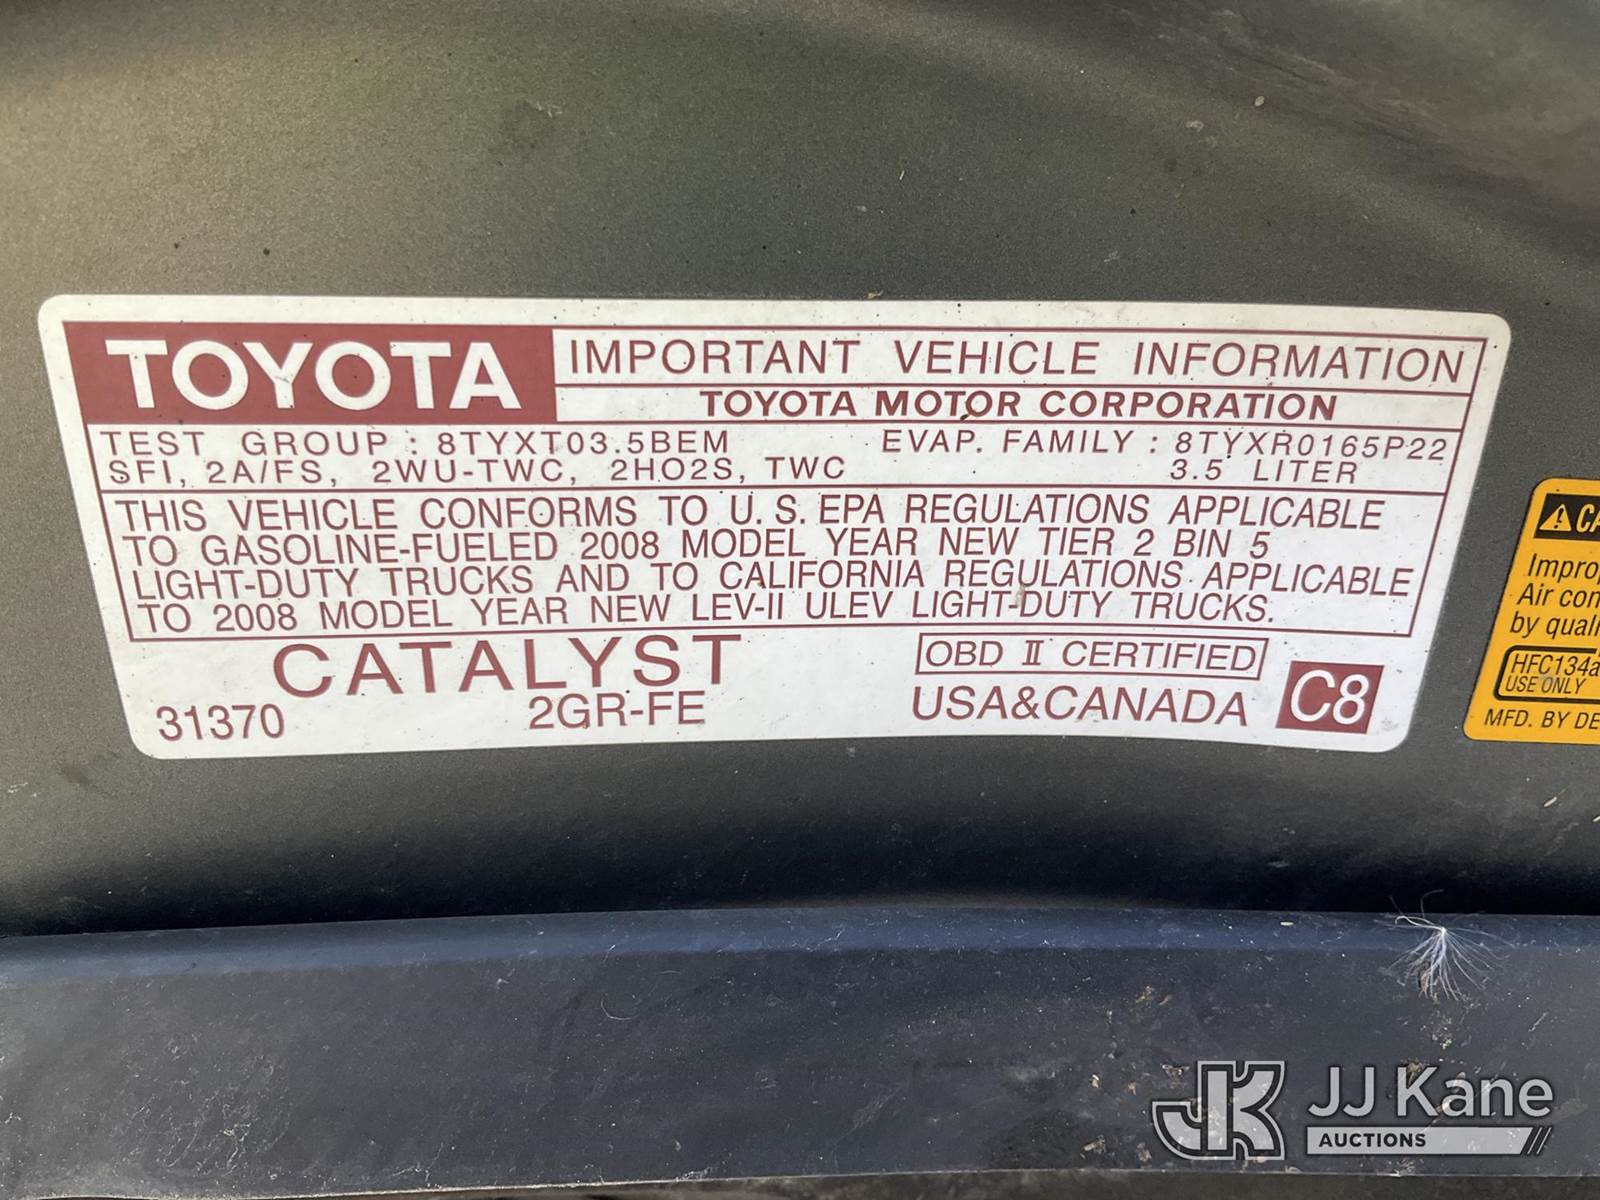 TOYOTA
IMPORTANT VEHICLE INFORMATION
TOYOTA MOTOR CORPORATION
TEST GROUP : 8TYXT03.5BEM EVAP. FAMILY : 8TYXR0165P22
SFI, 2A/FS, 2WU-TWC, 2HO2S, TWC 3.5 LITER
THIS VEHICLE CONFORMS TO U.S. EPA REGULATIONS APPLICABLE
TO GASOLINE-FUELED 2008 MODEL YEAR NEW TIER 2 BIN 5
LIGHT-DUTY TRUCKS AND TO CALIFORNIA REGULATIONS APPLICABLE
TO 2008 MODEL YEAR NEW LEV-II ULEV LIGHT-DUTY TRUCKS.
CATALYST
OBD II CERTIFIED
31370 2GR-FE USA&CANADA C8
Air con
by
HFC134a
USE ONLY
MFD. BY
JK JJ Kane
AUCTIONS